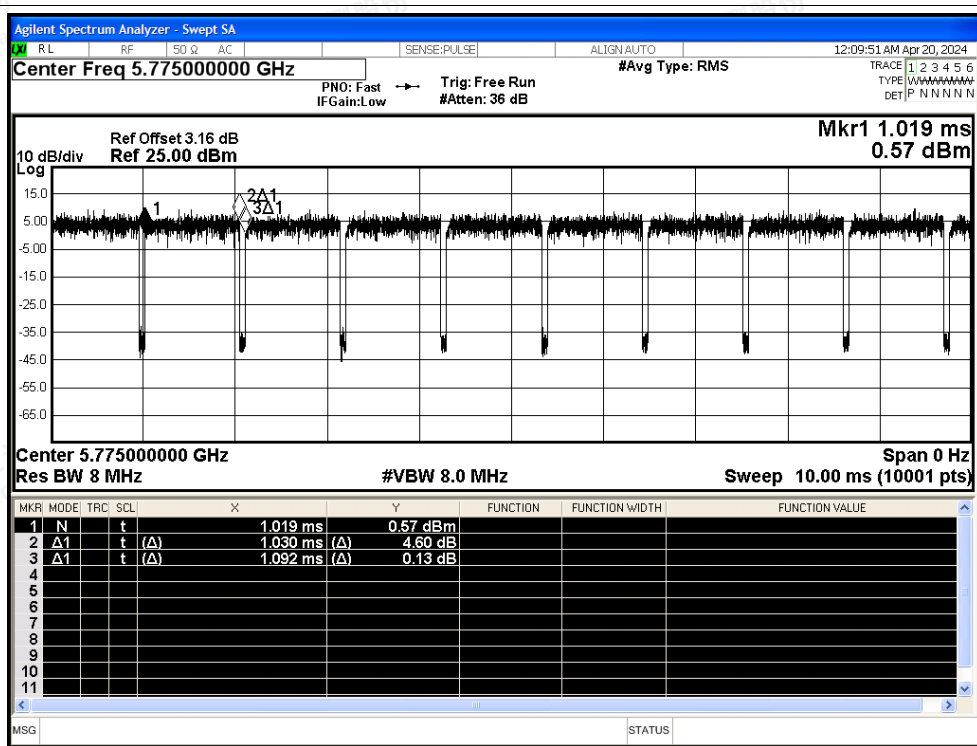 Agilent Spectrum Analyzer - Swept SA
LXI RL RF 50 Ω AC SENSE:PULSE ALIGN AUTO 12:09:51 AM Apr 20, 2024
Center Freq 5.775000000 GHz #Avg Type: RMS TRACE 1 2 3 4 5 6
PNO: Fast Trig: Free Run TYPE
IFGain:Low #Atten: 36 dB DET P N N N N N
Mkr1 1.019 ms
Ref Offset 3.16 dB
10 dB/div Ref 25.00 dBm 0.57 dBm
Log
15.0
5.00
-5.00
-15.0
-25.0
-35.0
-45.0
-55.0
-65.0
1
2Δ1
3Δ1
Center 5.775000000 GHz Span 0 Hz
Res BW 8 MHz #VBW 8.0 MHz Sweep 10.00 ms (10001 pts)
MKR MODE TRC SCL X Y FUNCTION FUNCTION WIDTH FUNCTION VALUE
1 N t 1.019 ms 0.57 dBm
2 Δ1 t (Δ) 1.030 ms (Δ) 4.60 dB
3 Δ1 t (Δ) 1.092 ms (Δ) 0.13 dB
4
5
6
7
8
9
10
11
MSG STATUS